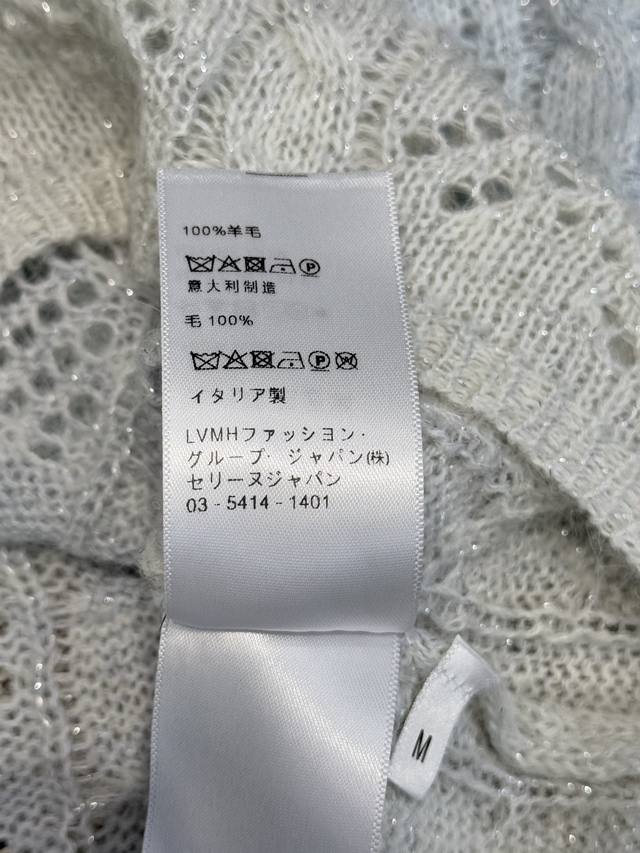 100%羊毛
意大利制造
毛 100%
イタリア製
LVMHファッション・
グループ・ ジャパン(株)
セリーヌジャパン
03 - 5414 - 1401
M